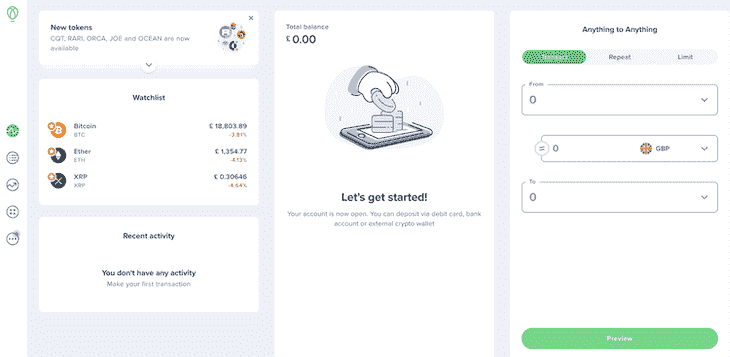 New tokens
CQT, RARI, ORCA, JOE and OCEAN are now
available
Watchlist
Bitcoin
BTC
£ 18,803.89
-3.81%
Ether
ETH
£ 1,354.77
-4.13%
XRP
XRP
£ 0.30646
-4.64%
Recent activity
You don't have any activity
Make your first transaction
Total balance
£ 0.00
Let's get started!
Your account is now open. You can deposit via debit card, bank
account or external crypto wallet
Anything to Anything
Repeat
Limit
From
0
0
GBP
To
0
Preview